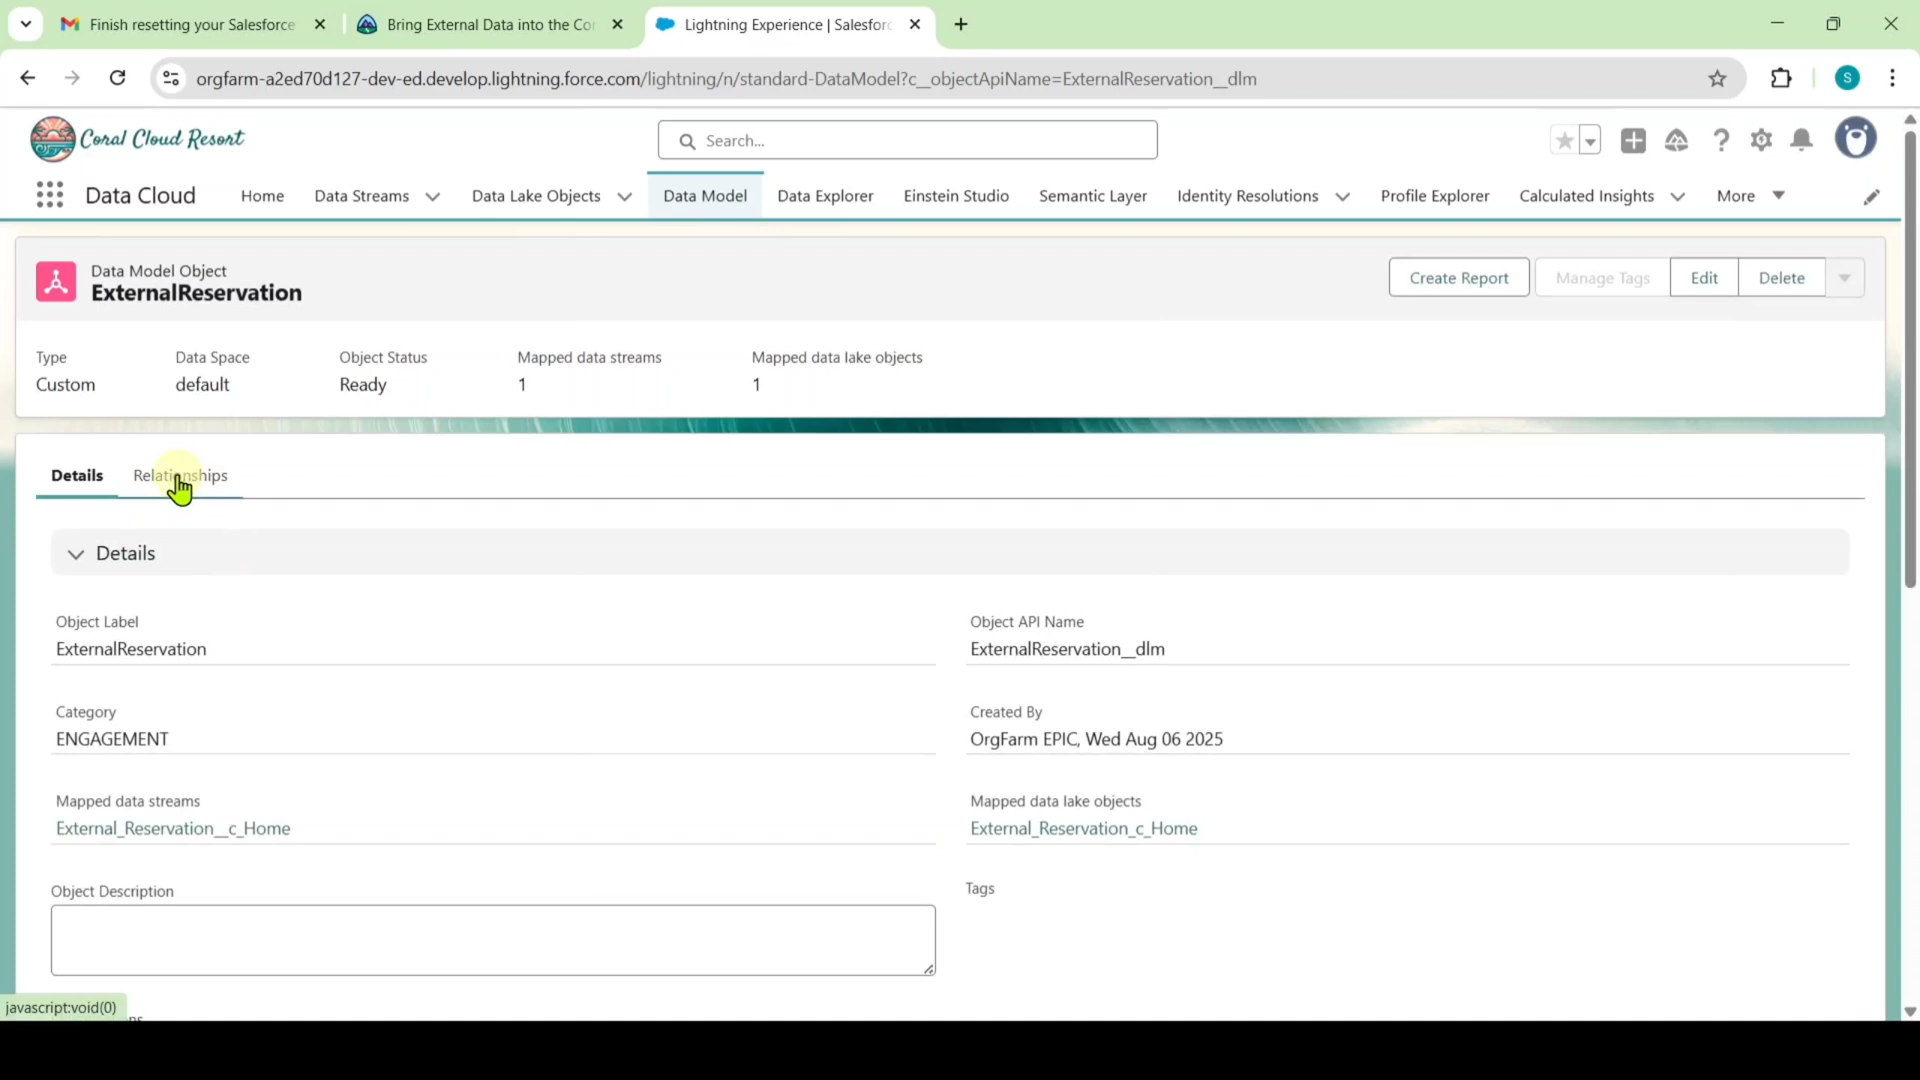 Finish resetting your Salesforce
Bring External Data into the Cor
Lightning Experience | Salesforc
orgfarm-a2ed70d127-dev-ed.develop.lightning.force.com/lightning/n/standard-DataModel?c__objectApiName=ExternalReservation__dlm
S
Coral Cloud Resort
Search...
Data Cloud
Home
Data Streams
Data Lake Objects
Data Model
Data Explorer
Einstein Studio
Semantic Layer
Identity Resolutions
Profile Explorer
Calculated Insights
More
Data Model Object
ExternalReservation
Create Report
Manage Tags
Edit
Delete
Type
Data Space
Object Status
Mapped data streams
Mapped data lake objects
Custom
default
Ready
1
1
Details
Relationships
Details
Object Label
ExternalReservation
Object API Name
ExternalReservation__dlm
Category
ENGAGEMENT
Created By
OrgFarm EPIC, Wed Aug 06 2025
Mapped data streams
External_Reservation__c_Home
Mapped data lake objects
External_Reservation_c_Home
Object Description
Tags
javascript:void(0)